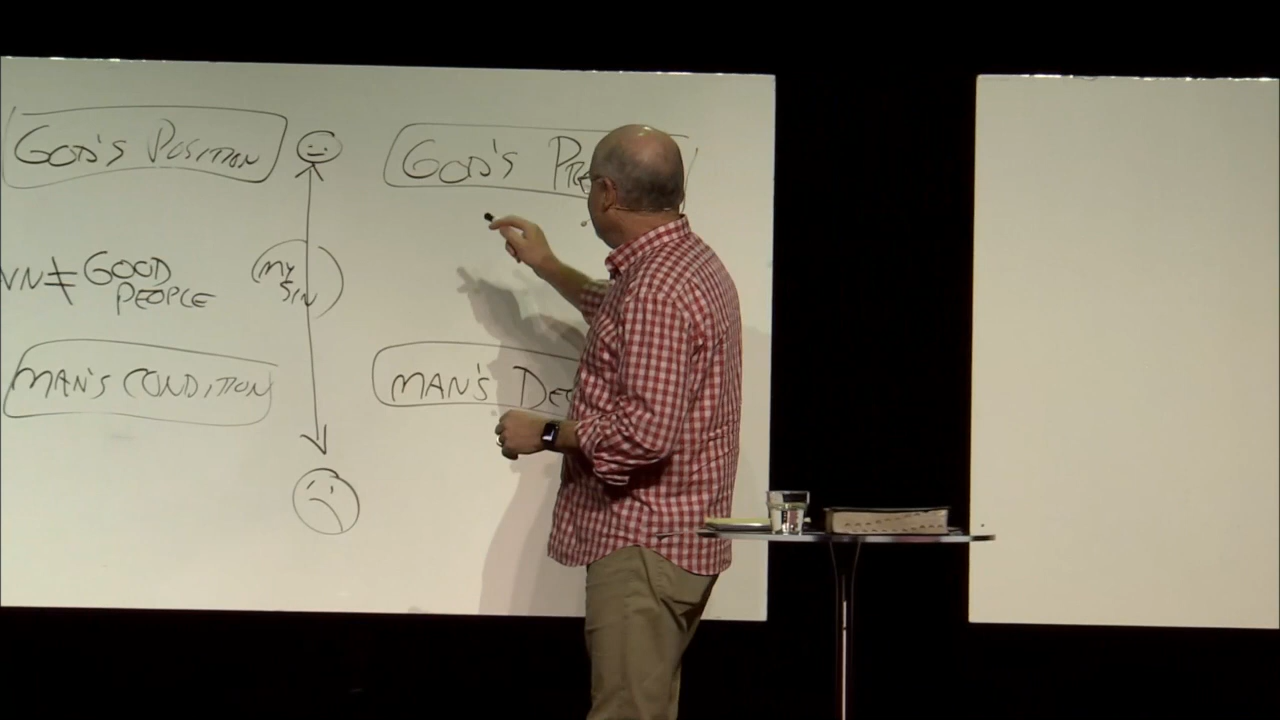 GOD'S POSITION
GOD'S
≠ GOOD
PEOPLE
(MY
SIN)
MAN'S CONDITION
MAN'S